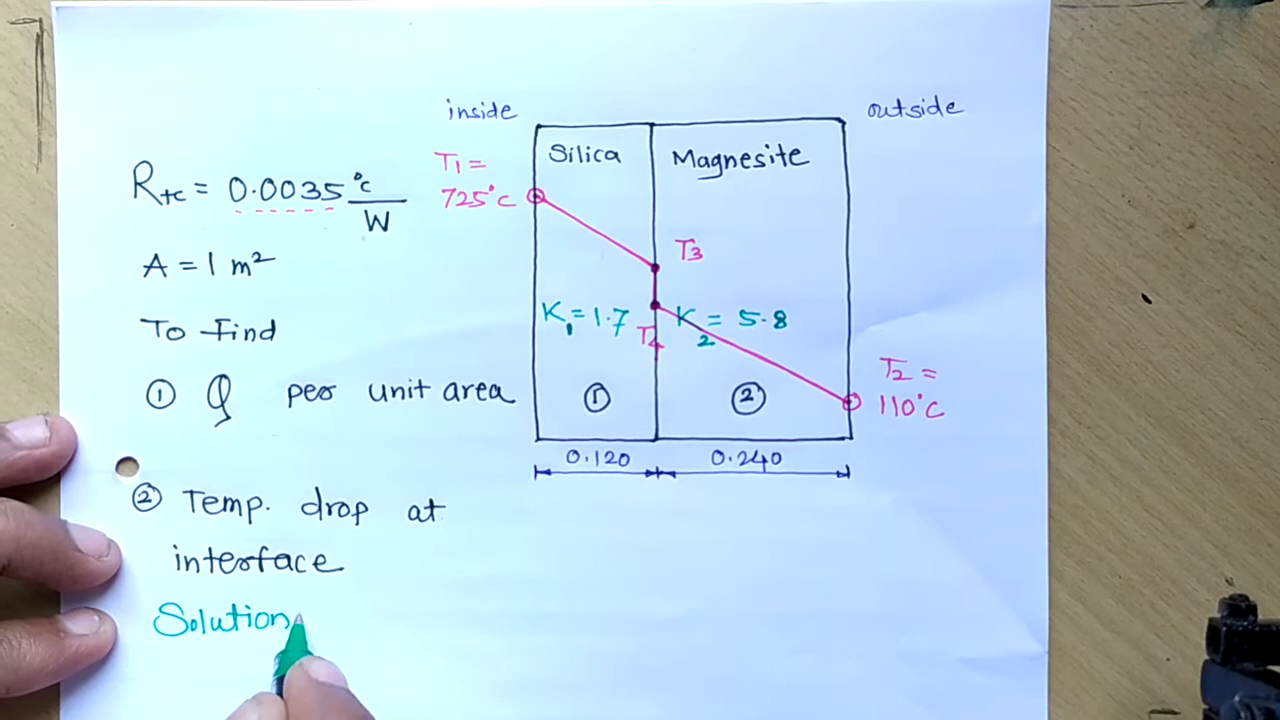 inside
outside
Silica
Magnesite
T1 =
725°C
Rtc = 0.0035 °C
W
T3
A = 1 m²
K1 = 1.7
K2 = 5.8
T4
To find
T2 =
110°C
① Q per unit area
①
②
0.120
0.240
② Temp. drop at
interface
Solution